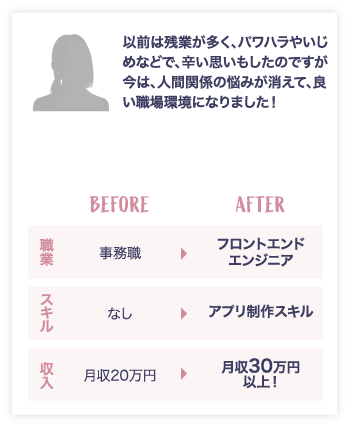 以前は残業が多く、パワハラやいじ
めなどで、辛い思いもしたのですが
今は、人間関係の悩みが消えて、良
い職場環境になりました！
BEFORE
AFTER
職業
事務職
フロントエンド
エンジニア
スキル
なし
アプリ制作スキル
収入
月収20万円
月収30万円
以上！